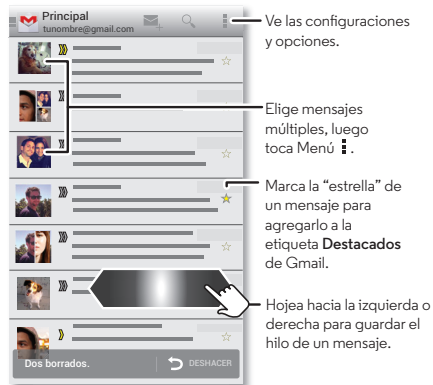 Principal
tunombre@gmail.com
Ve las configuraciones
y opciones.
Elige mensajes
múltiples, luego
toca Menú .
Marca la “estrella” de
un mensaje para
agregarlo a la
etiqueta Destacados
de Gmail.
Hojea hacia la izquierda o
derecha para guardar el
hilo de un mensaje.
Dos borrados.
DESHACER